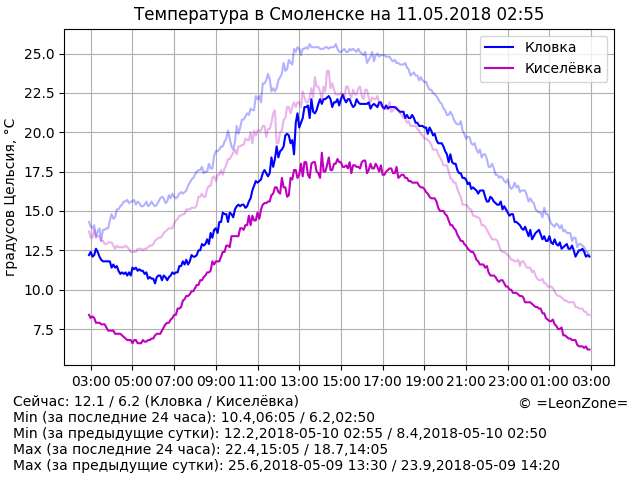 Температура в Смоленске на 11.05.2018 02:55
градусов Цельсия, °C
25.0
22.5
20.0
17.5
15.0
12.5
10.0
7.5
Кловка
Киселёвка
03:00 05:00 07:00 09:00 11:00 13:00 15:00 17:00 19:00 21:00 23:00 01:00 03:00
Сейчас: 12.1 / 6.2 (Кловка / Киселёвка)
© =LeonZone=
Min (за последние 24 часа): 10.4,06:05 / 6.2,02:50
Min (за предыдущие сутки): 12.2,2018-05-10 02:55 / 8.4,2018-05-10 02:50
Max (за последние 24 часа): 22.4,15:05 / 18.7,14:05
Max (за предыдущие сутки): 25.6,2018-05-09 13:30 / 23.9,2018-05-09 14:20